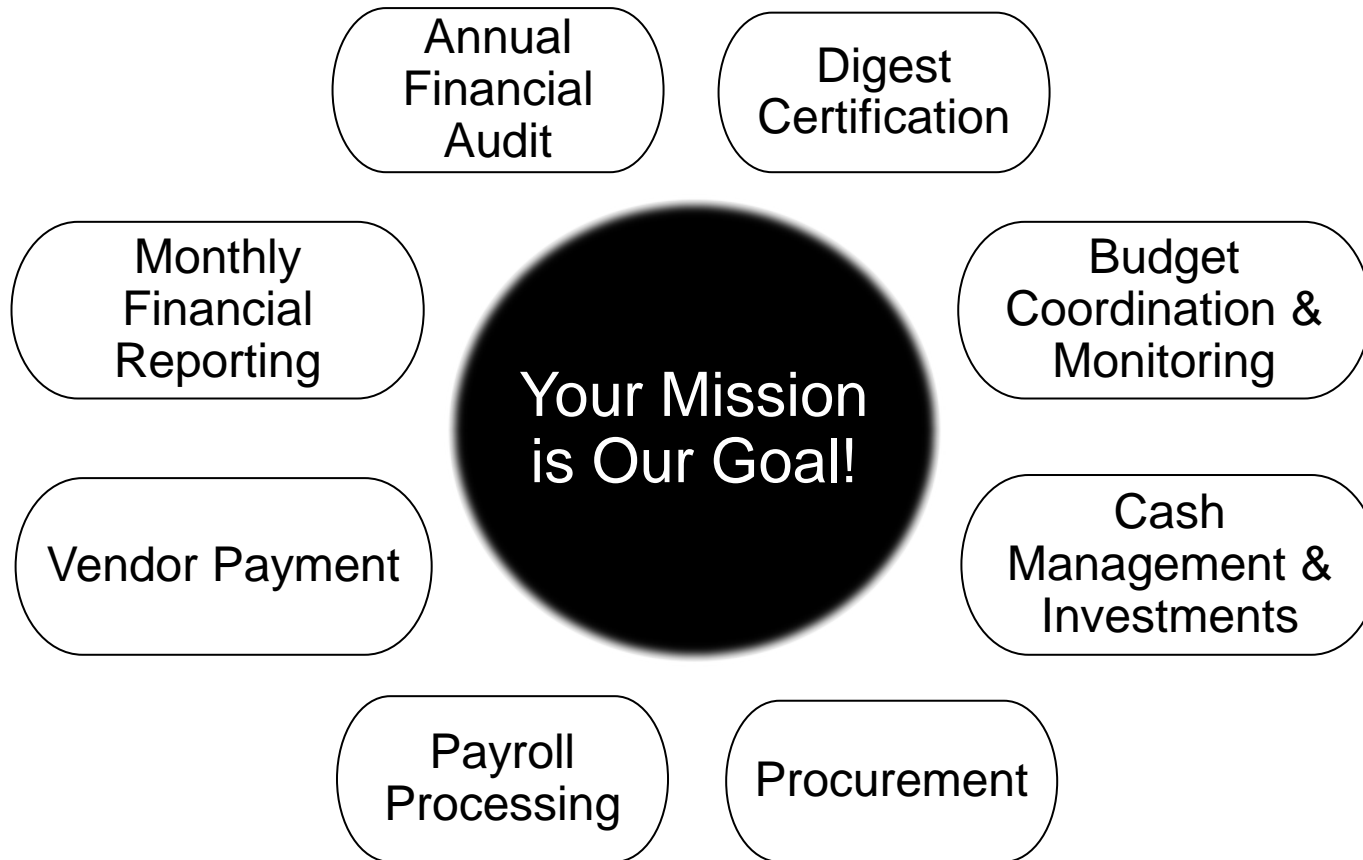 Annual
Financial
Audit
Digest
Certification
Monthly
Financial
Reporting
Budget
Coordination &
Monitoring
Your Mission
is Our Goal!
Vendor Payment
Cash
Management &
Investments
Payroll
Processing
Procurement